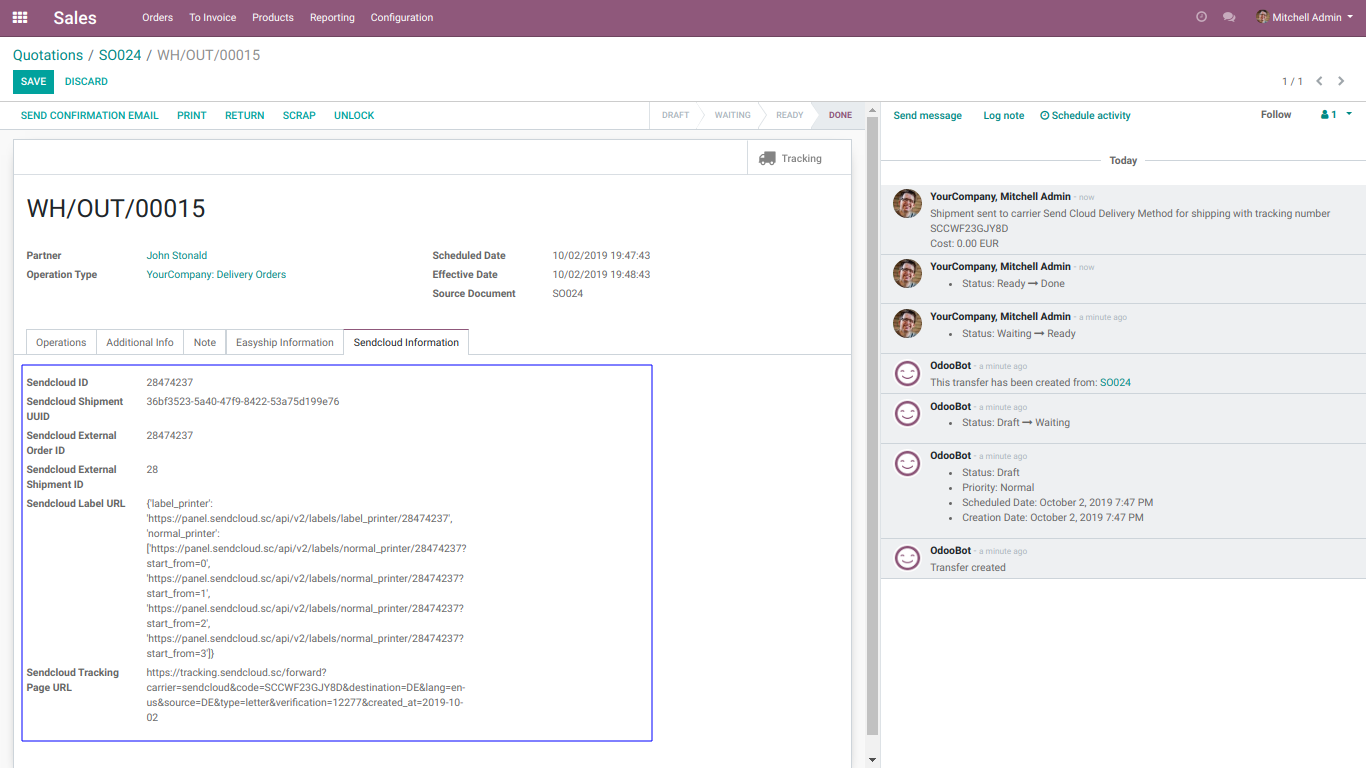 Sales Orders To Invoice Products Reporting Configuration Mitchell Admin
Quotations / SO024 / WH/OUT/00015
SAVE DISCARD 1 / 1
SEND CONFIRMATION EMAIL PRINT RETURN SCRAP UNLOCK DRAFT WAITING READY DONE
Tracking
WH/OUT/00015
Partner John Stonald
Operation Type YourCompany: Delivery Orders
Scheduled Date 10/02/2019 19:47:43
Effective Date 10/02/2019 19:48:43
Source Document SO024
Operations Additional Info Note Easyship Information Sendcloud Information
Sendcloud ID 28474237
Sendcloud Shipment 36bf3523-5a40-47f9-8422-53a75d199e76
UUID
Sendcloud External 28474237
Order ID
Sendcloud External 28
Shipment ID
Sendcloud Label URL {'label_printer':
'https://panel.sendcloud.sc/api/v2/labels/label_printer/28474237',
'normal_printer':
['https://panel.sendcloud.sc/api/v2/labels/normal_printer/28474237?
start_from=0',
'https://panel.sendcloud.sc/api/v2/labels/normal_printer/28474237?
start_from=1',
'https://panel.sendcloud.sc/api/v2/labels/normal_printer/28474237?
start_from=2',
'https://panel.sendcloud.sc/api/v2/labels/normal_printer/28474237?
start_from=3']}
Sendcloud Tracking https://tracking.sendcloud.sc/forward?
Page URL carrier=sendcloud&code=SCCWF23GJY8D&destination=DE&lang=en-
us&source=DE&type=letter&verification=12277&created_at=2019-10-
02
Send message Log note Schedule activity Follow 1
Today
YourCompany, Mitchell Admin - now
Shipment sent to carrier Send Cloud Delivery Method for shipping with tracking number
SCCWF23GJY8D
Cost: 0.00 EUR
YourCompany, Mitchell Admin - now
• Status: Ready → Done
YourCompany, Mitchell Admin - a minute ago
• Status: Waiting → Ready
OdooBot - a minute ago
This transfer has been created from: SO024
OdooBot - a minute ago
• Status: Draft → Waiting
OdooBot - a minute ago
• Status: Draft
• Priority: Normal
• Scheduled Date: October 2, 2019 7:47 PM
• Creation Date: October 2, 2019 7:47 PM
OdooBot - a minute ago
Transfer created